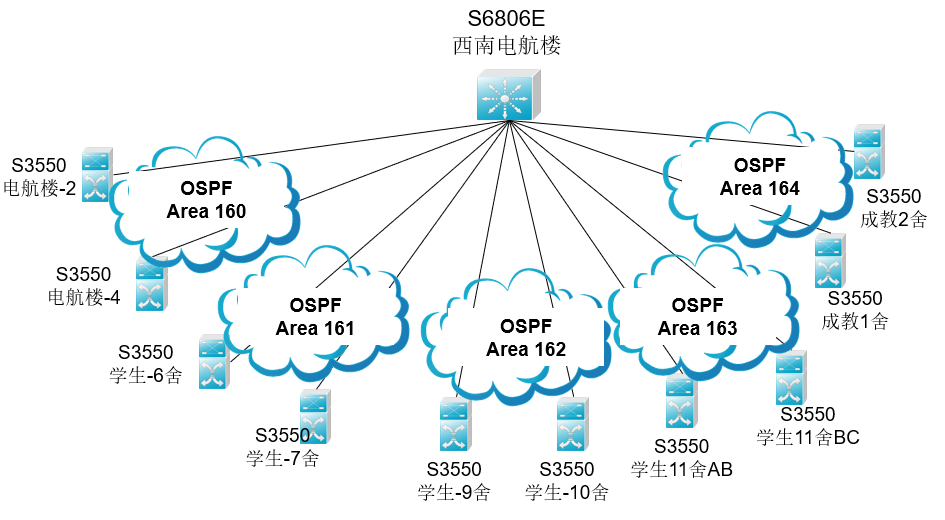 S6806E
西南电航楼
S3550
电航楼-2
OSPF
Area 160
OSPF
Area 164
S3550
成教2舍
S3550
电航楼-4
OSPF
Area 161
OSPF
Area 162
OSPF
Area 163
S3550
成教1舍
S3550
学生-6舍
S3550
学生-7舍
S3550
学生-9舍
S3550
学生-10舍
S3550
学生11舍AB
S3550
学生11舍BC